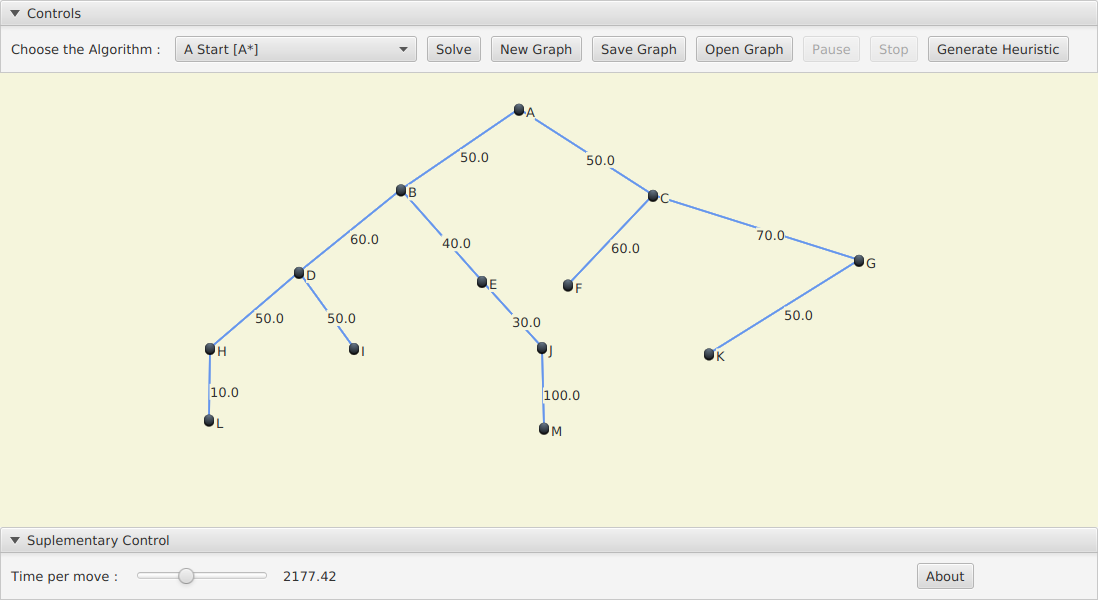 Controls
Choose the Algorithm : A Start [A*] Solve New Graph Save Graph Open Graph Pause Stop Generate Heuristic
A
50.0 50.0
B C
60.0 40.0 60.0 70.0
D E F G
50.0 50.0 30.0 50.0
H I J K
10.0 100.0
L M
Suplementary Control
Time per move : 2177.42 About